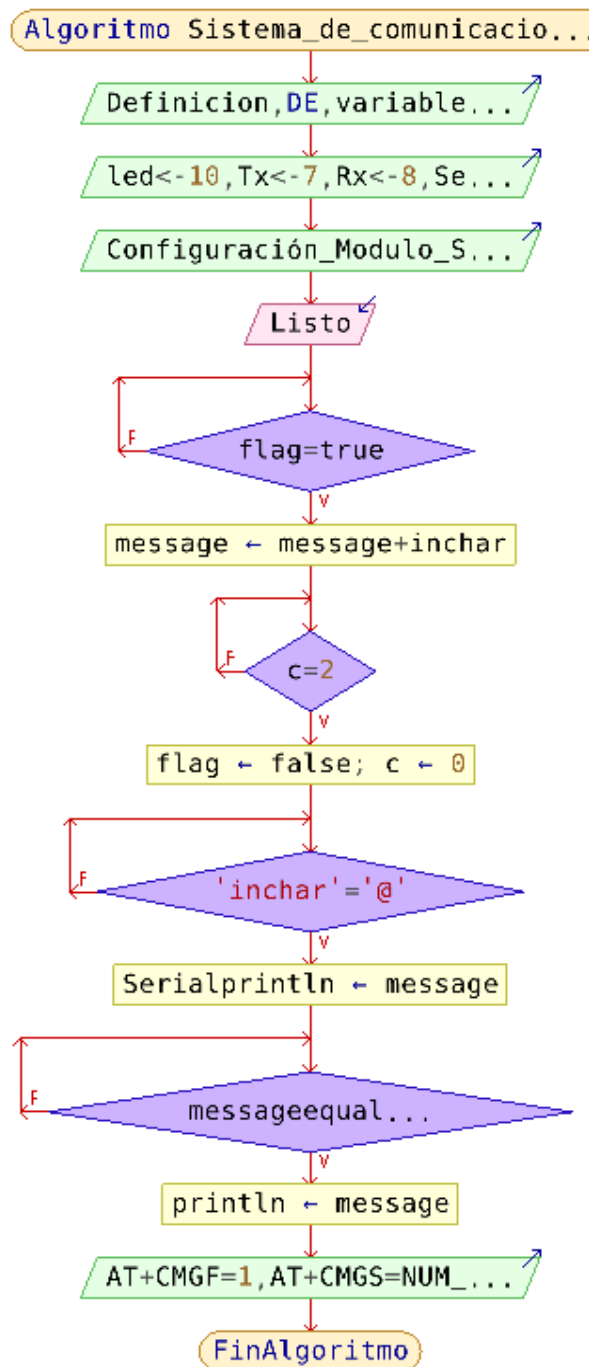 Algoritmo Sistema_de_comunicacio...
Definicion,DE,variable...
led<-10,Tx<-7,Rx<-8,Se...
Configuración_Modulo_S...
Listo
F
flag=true
V
message ← message+inchar
F
c=2
V
flag ← false; c ← 0
F
'inchar'='@'
V
Serialprintln ← message
F
messageequal...
V
println ← message
AT+CMGF=1,AT+CMGS=NUM_...
FinAlgoritmo